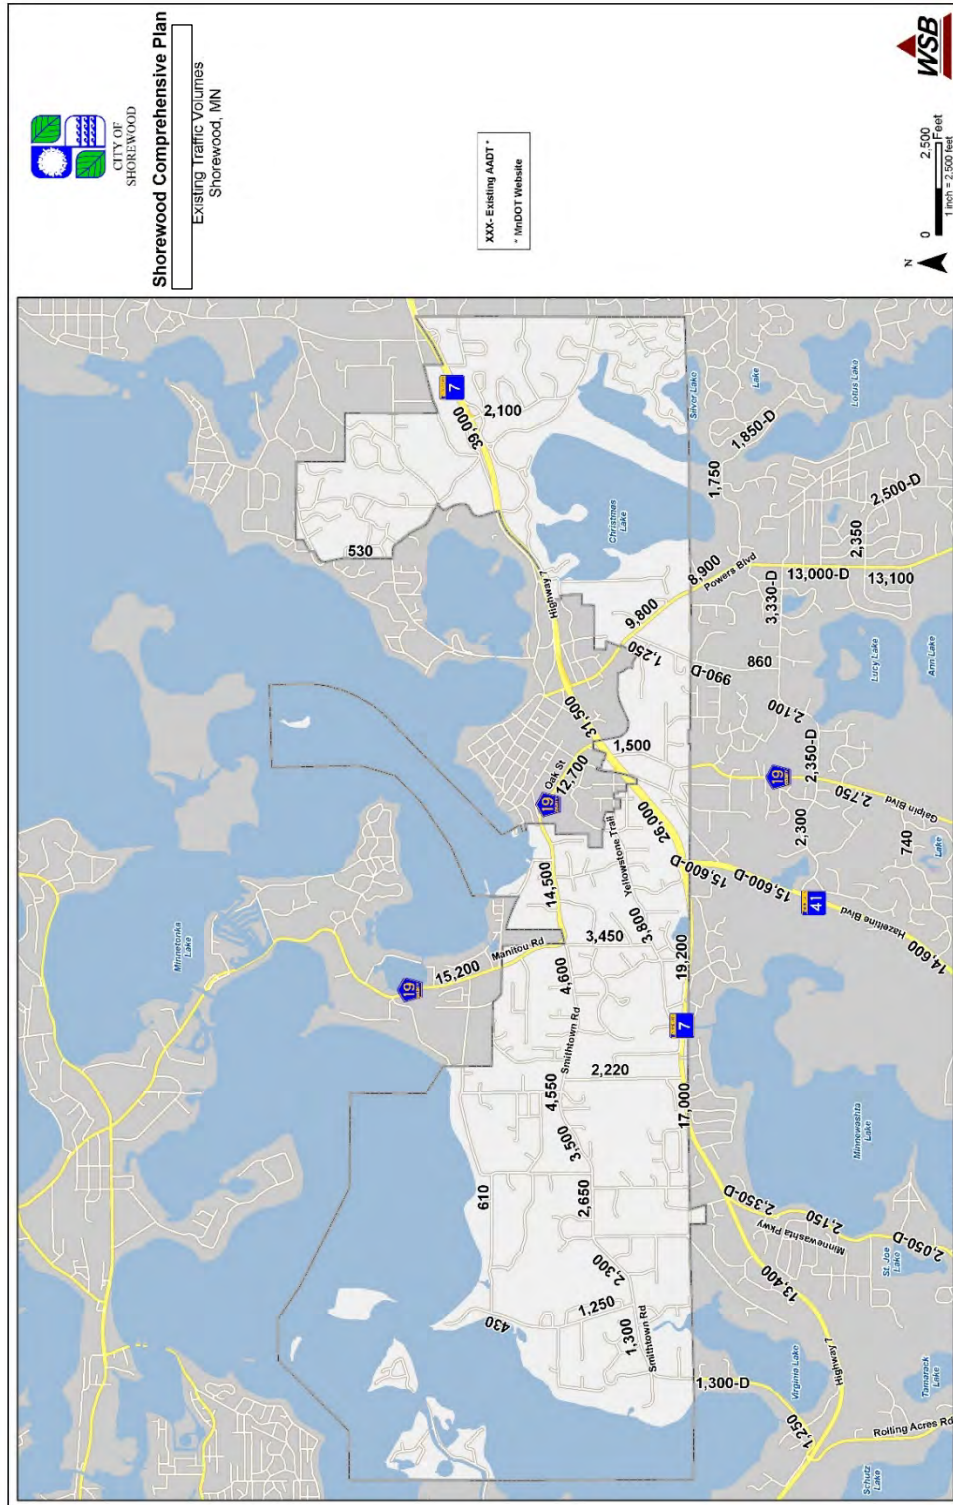 CITY OF
SHOREWOOD
Shorewood Comprehensive Plan
Existing Traffic Volumes
Shorewood, MN
XXX- Existing AADT *
* MnDOT Website
N
0
2,500
Feet
1 inch = 2,500 feet
WSB
Minnetonka
Lake
19
15,200
Manitou Rd
14,500
19
Oak St
12,700
31,500
Highway 7
530
39,000
7
2,100
Christmas
Lake
Silver Lake
Lake
Lotus Lake
1,750
1,850-D
2,500-D
2,350
8,900
Powers Blvd
9,800
13,000-D
13,100
3,330-D
1,250
990-D
860
Lucy Lake
Ann Lake
2,100
2,350-D
19
2,750
Galpin Blvd
2,300
740
Lake
1,500
26,000
Yellowstone Trail
3,800
3,450
15,600-D
15,600-D
41
Hazeltine Blvd
14,600
19,200
7
17,000
4,600
Smithtown Rd
4,550
2,220
3,500
2,650
610
2,300
1,250
430
1,300
Smithtown Rd
1,300-D
1,250
Virginia Lake
13,400
Highway 7
2,350-D
2,150
Minnewashta Pkwy
2,050-D
Minnewashta
Lake
St. Joe
Lake
Tamarack
Lake
Rolling Acres Rd
Schutz
Lake